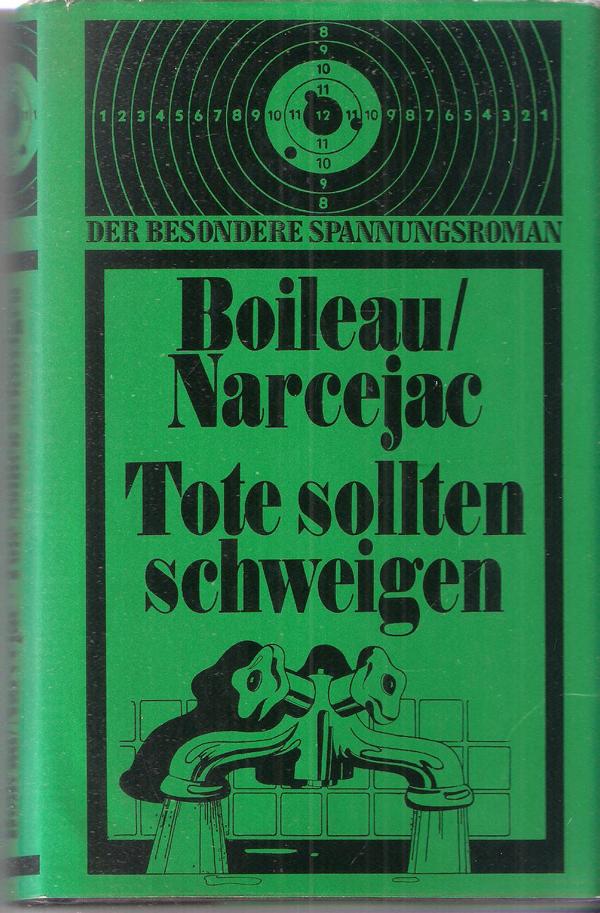 8
9
10
11
1 2 3 4 5 6 7 8 9 10 11 12 11 10 9 8 7 6 5 4 3 2 1
11
10
9
8
DER BESONDERE SPANNUNGSROMAN
Boileau/
Narcejac
Tote sollten
schweigen